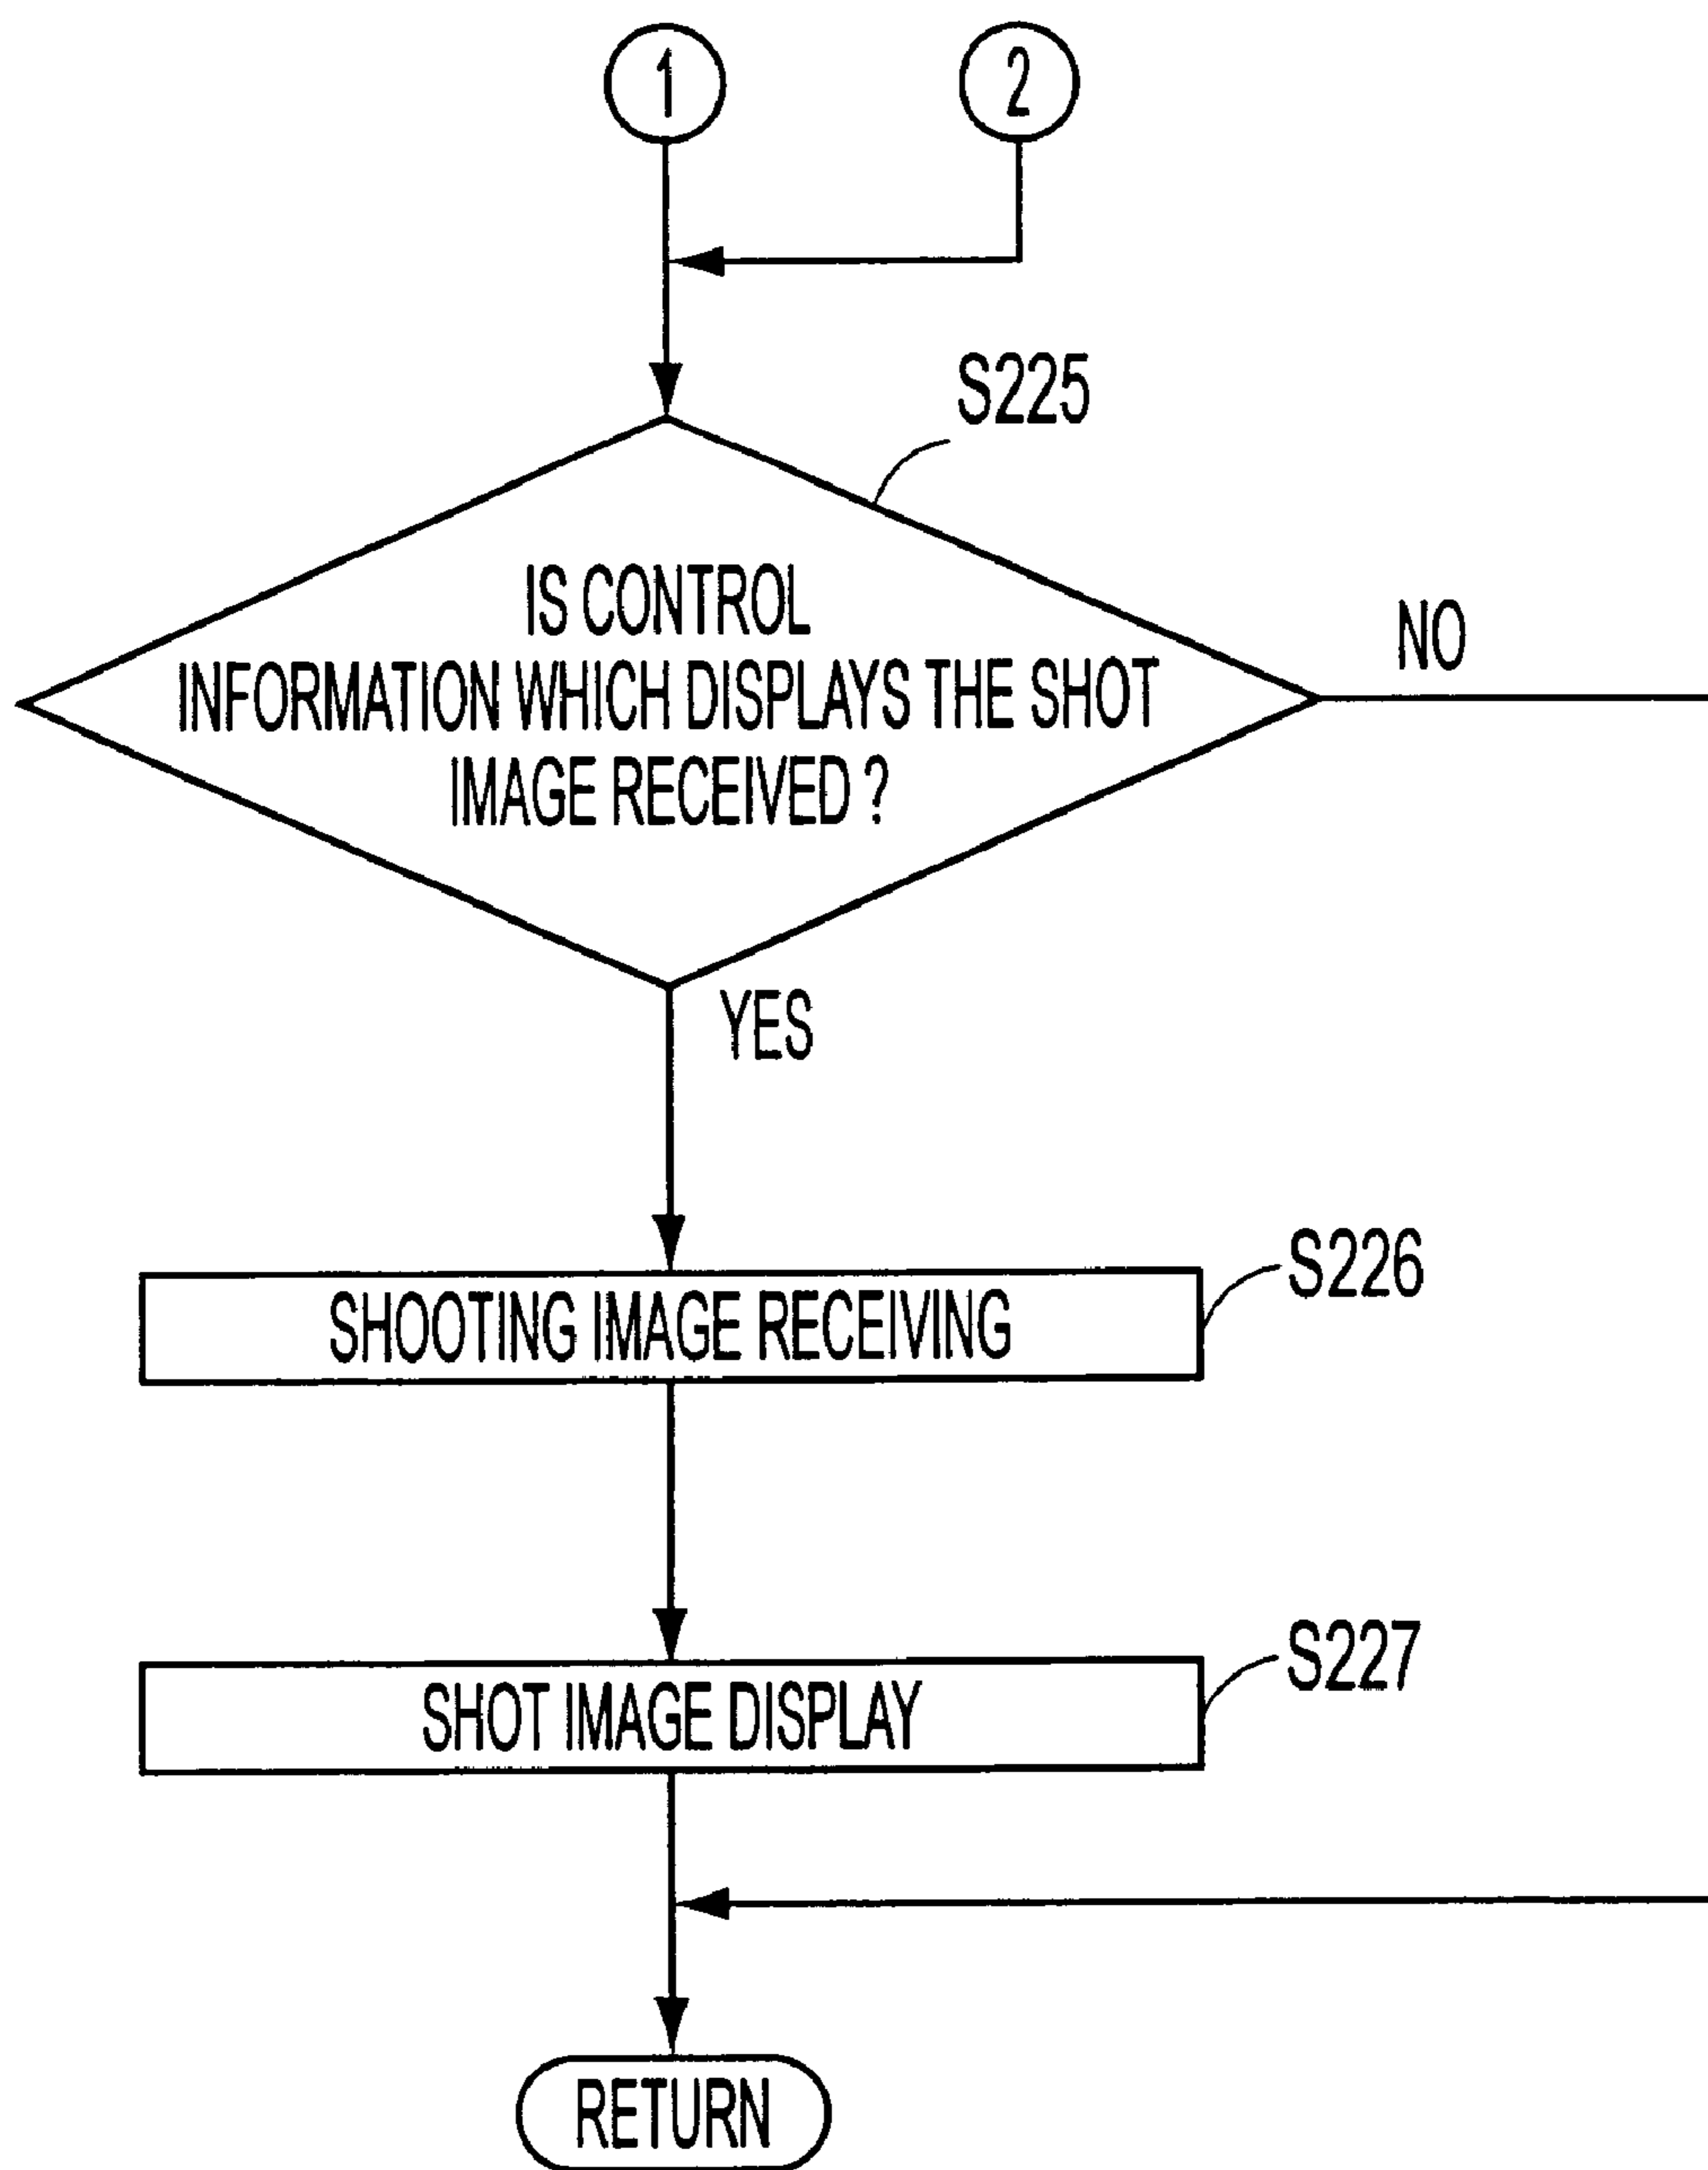 1
2
S225
IS CONTROL
INFORMATION WHICH DISPLAYS THE SHOT
IMAGE RECEIVED ?
NO
YES
SHOOTING IMAGE RECEIVING
S226
SHOT IMAGE DISPLAY
S227
RETURN